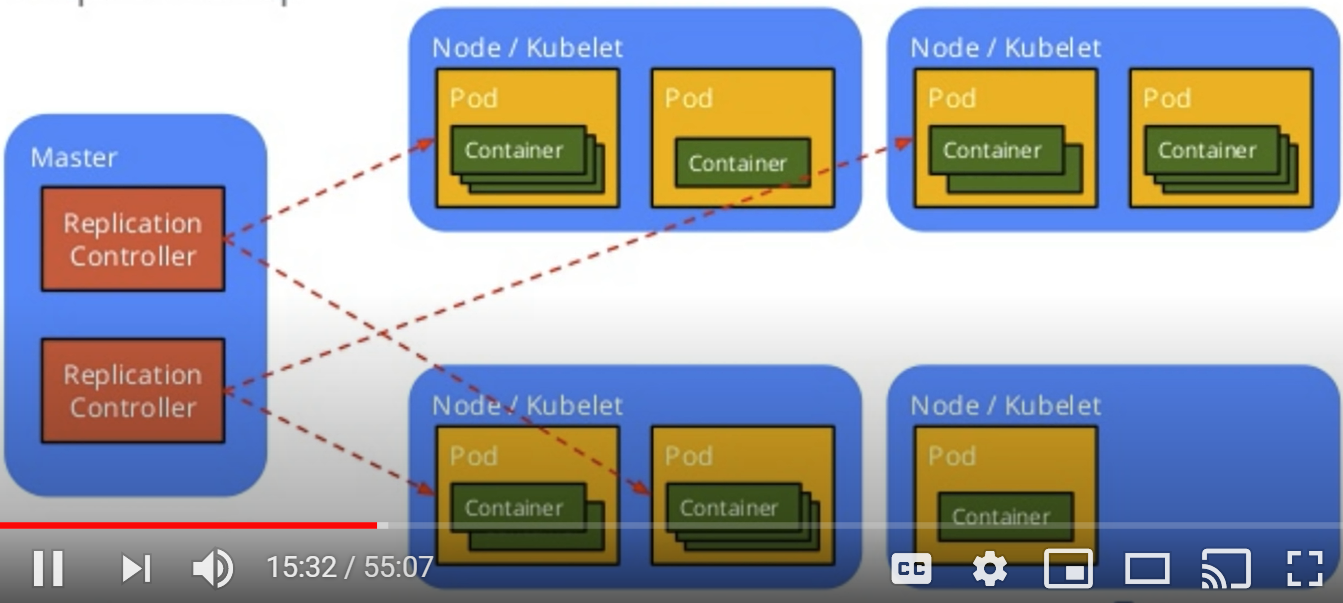 Node / Kubelet
Node / Kubelet
Pod
Pod
Pod
Pod
Container
Container
Container
Container
Master
Replication
Controller
Replication
Controller
Node / Kubelet
Node / Kubelet
Pod
Pod
Pod
Container
Container
Container
15:32 / 55:07
CC